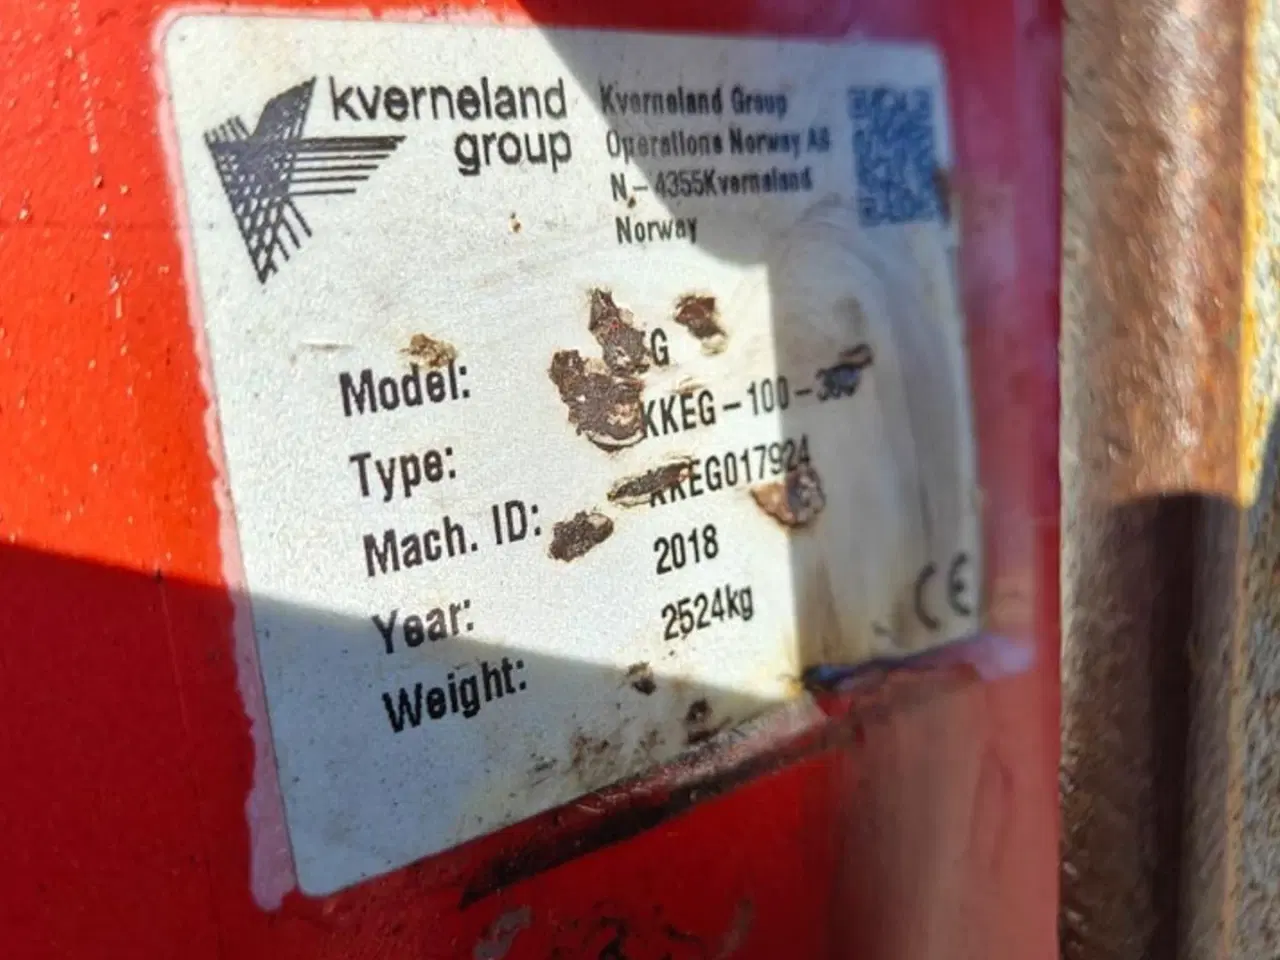 kverneland
group
Kverneland Group
Operations Norway AS
N-4355Kverneland
Norway
Model:
Type: KKEG-100-
Mach. ID: KKEG017924
Year: 2018
Weight: 2524kg
CE